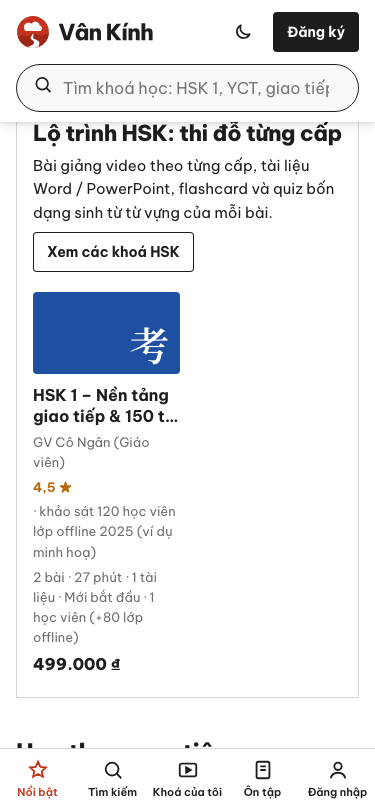 Vân Kính
Đăng ký
Tìm khoá học: HSK 1, YCT, giao tiếp
Lộ trình HSK: thi đỗ từng cấp
Bài giảng video theo từng cấp, tài liệu
Word / PowerPoint, flashcard và quiz bốn
dạng sinh từ từ vựng của mỗi bài.
Xem các khoá HSK
考
HSK 1 – Nền tảng
giao tiếp & 150 t...
GV Cô Ngân (Giáo
viên)
4,5
· khảo sát 120 học viên
lớp offline 2025 (ví dụ
minh hoạ)
2 bài · 27 phút · 1 tài
liệu · Mới bắt đầu · 1
học viên (+80 lớp
offline)
499.000 ₫
Nổi bật
Tìm kiếm
Khoá của tôi
Ôn tập
Đăng nhập